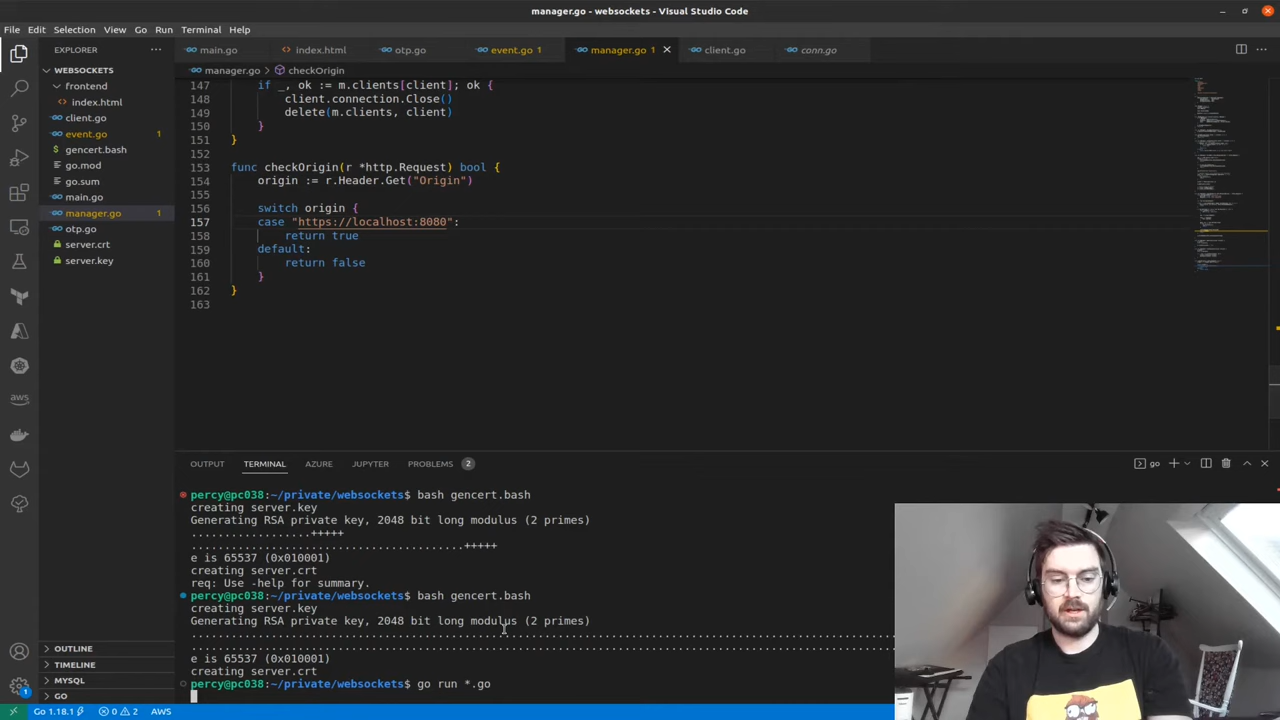 manager.go - websockets - Visual Studio Code
File Edit Selection View Go Run Terminal Help
EXPLORER
main.go index.html otp.go event.go 1 manager.go 1 client.go conn.go
WEBSOCKETS
manager.go > checkOrigin
frontend
index.html
client.go
event.go 1
gencert.bash
go.mod
go.sum
main.go
manager.go 1
otp.go
server.crt
server.key
147 if _, ok := m.clients[client]; ok {
148 client.connection.Close()
149 delete(m.clients, client)
150 }
151 }
152
153 func checkOrigin(r *http.Request) bool {
154 origin := r.Header.Get("Origin")
155
156 switch origin {
157 case "https://localhost:8080":
158 return true
159 default:
160 return false
161 }
162 }
163
OUTPUT TERMINAL AZURE JUPYTER PROBLEMS 2
go
percy@pc038:~/private/websockets$ bash gencert.bash
creating server.key
Generating RSA private key, 2048 bit long modulus (2 primes)
..................+++++
.........................................+++++
e is 65537 (0x010001)
creating server.crt
req: Use -help for summary.
percy@pc038:~/private/websockets$ bash gencert.bash
creating server.key
Generating RSA private key, 2048 bit long modulus (2 primes)
e is 65537 (0x010001)
creating server.crt
percy@pc038:~/private/websockets$ go run *.go
OUTLINE
TIMELINE
MYSQL
GO
aws
1
Go 1.18.1 0 2 AWS